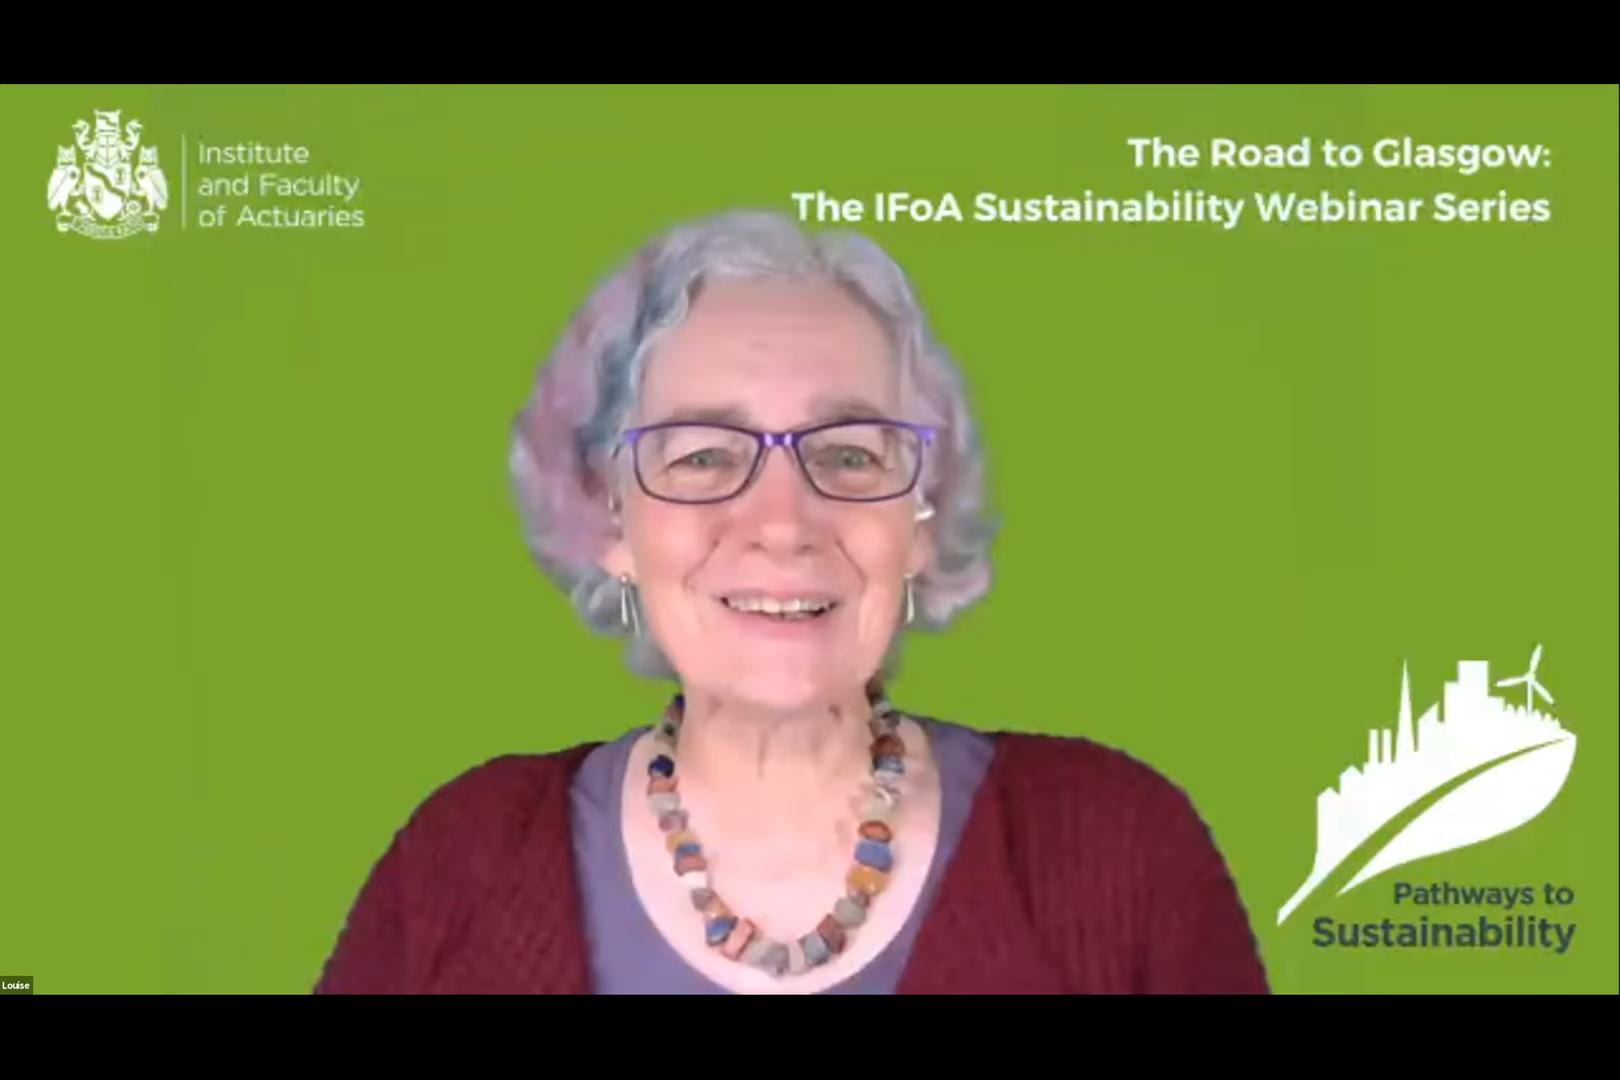 Institute
and Faculty
of Actuaries
The Road to Glasgow:
The IFoA Sustainability Webinar Series
Pathways to
Sustainability
Louise